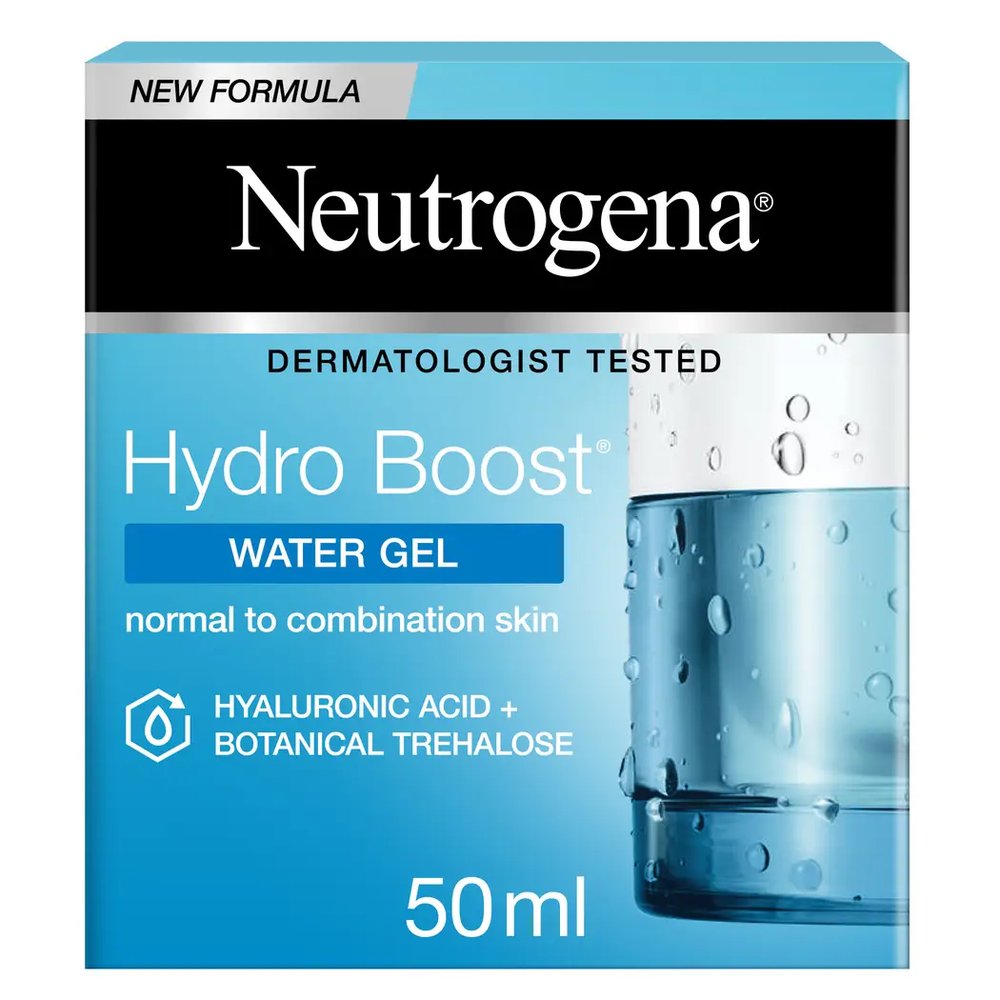 NEW FORMULA
Neutrogena®
DERMATOLOGIST TESTED
Hydro Boost®
WATER GEL
normal to combination skin
HYALURONIC ACID +
BOTANICAL TREHALOSE
50ml